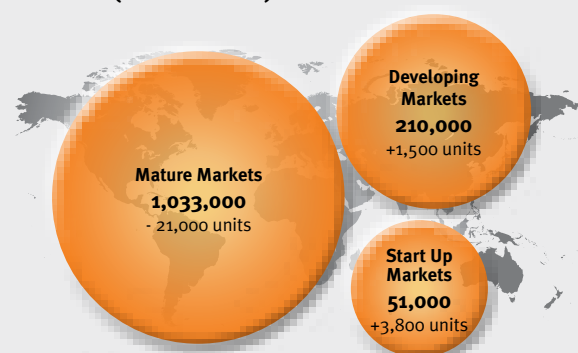 Mature Markets
1,033,000
- 21,000 units
Developing
Markets
210,000
+1,500 units
Start Up
Markets
51,000
+3,800 units